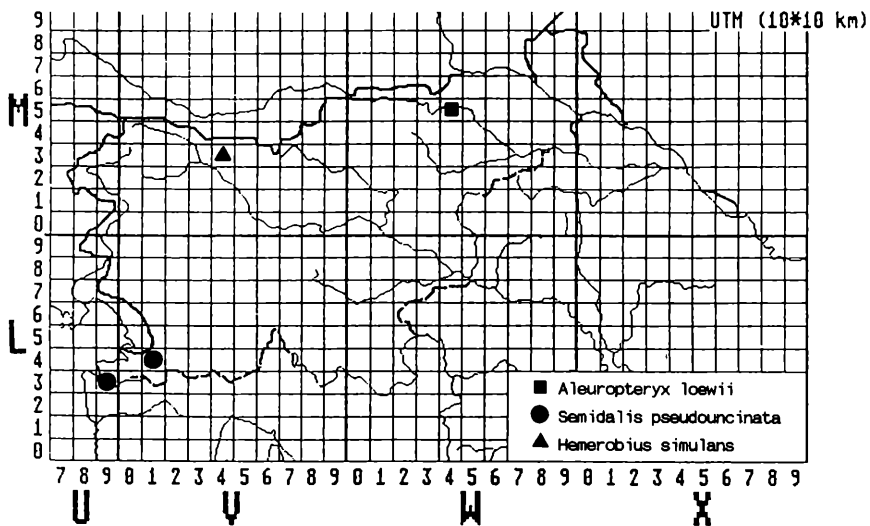 UTM (10*10 km)
9
8
7
6
5
4
3
2
1
0
9
8
7
6
5
4
3
2
1
0
M
L
■ Aleuropteryx loewii
● Semidalis pseudouncinata
▲ Hemerobius simulans
7 8 9 0 1 2 3 4 5 6 7 8 9 0 1 2 3 4 5 6 7 8 9 0 1 2 3 4 5 6 7 8 9
U V W X